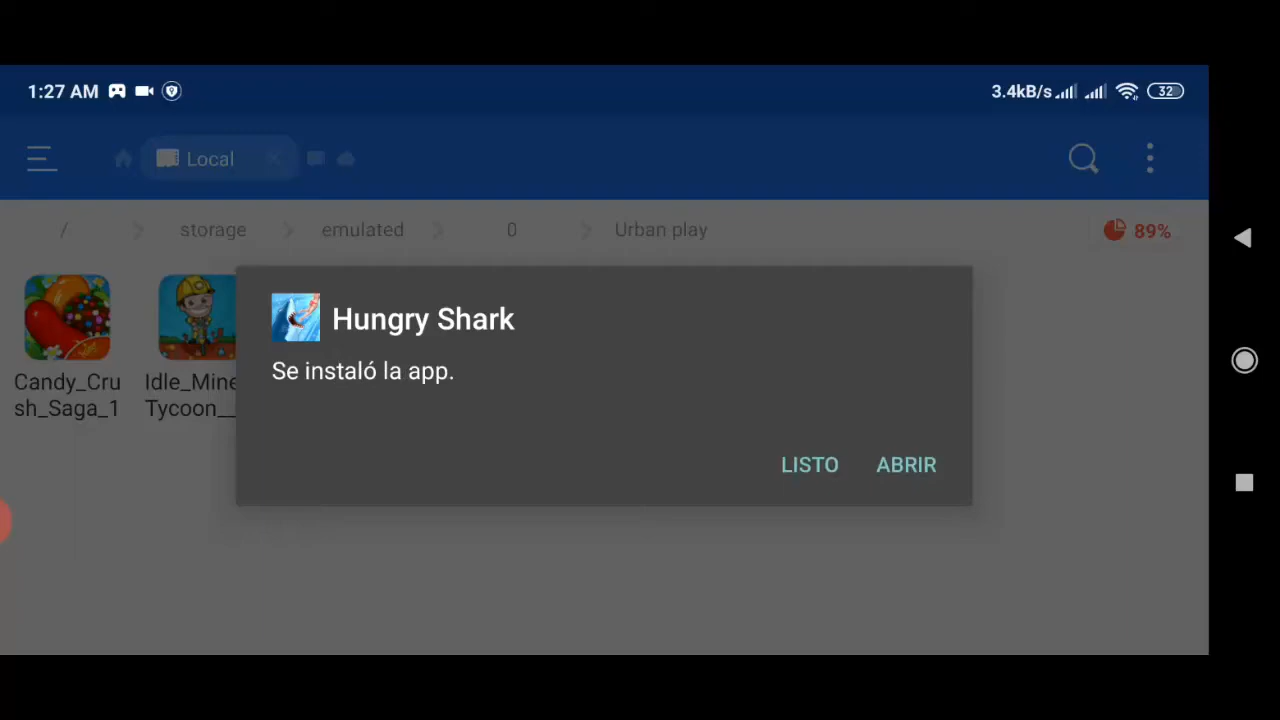 1:27 AM
3.4kB/s
32
Local
/ storage emulated 0 Urban play
89%
Hungry Shark
Se instaló la app.
LISTO ABRIR
Candy_Cru
sh_Saga_1
Idle_Mine
Tycoon__